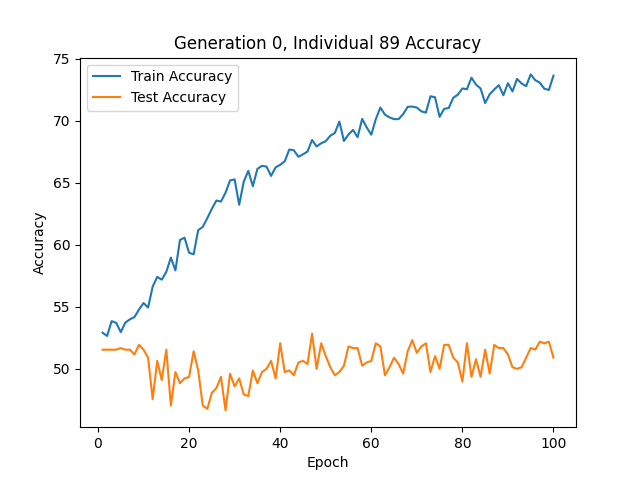 Generation 0, Individual 89 Accuracy
75
Train Accuracy
Test Accuracy
70
65
60
55
50
Accuracy
0 20 40 60 80 100
Epoch